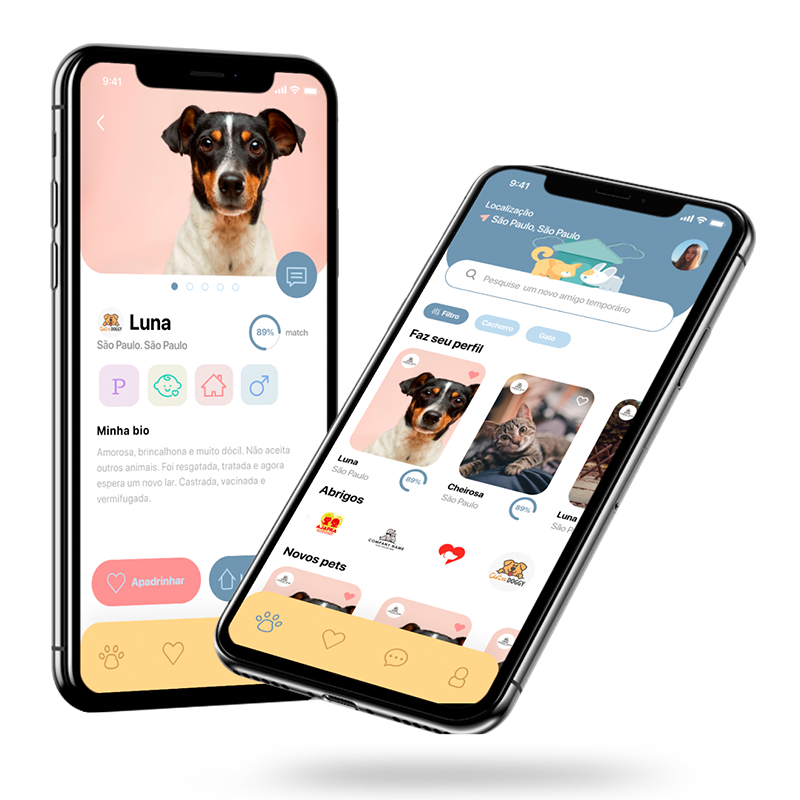 9:41
Luna
São Paulo. São Paulo
89%
match
P
Minha bio
Amorosa, brincalhona e muito dócil. Não aceita
outros animais. Foi resgatada, tratada e agora
espera um novo lar. Castrada, vacinada e
vermifugada.
Apadrinhar
9:41
Localização
São Paulo, São Paulo
Pesquise um novo amigo temporário
Filtro
Cachorro
Gato
Faz seu perfil
Luna
São Paulo
89%
Cheirosa
São Paulo
89%
Luna
São Pau
Abrigos
AJAPRA
COMPANY NAME
DOGGY
Novos pets